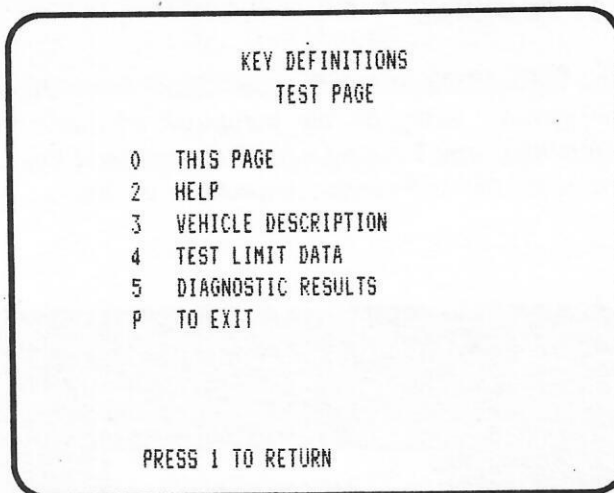 KEY DEFINITIONS
TEST PAGE
0 THIS PAGE
2 HELP
3 VEHICLE DESCRIPTION
4 TEST LIMIT DATA
5 DIAGNOSTIC RESULTS
P TO EXIT
PRESS 1 TO RETURN